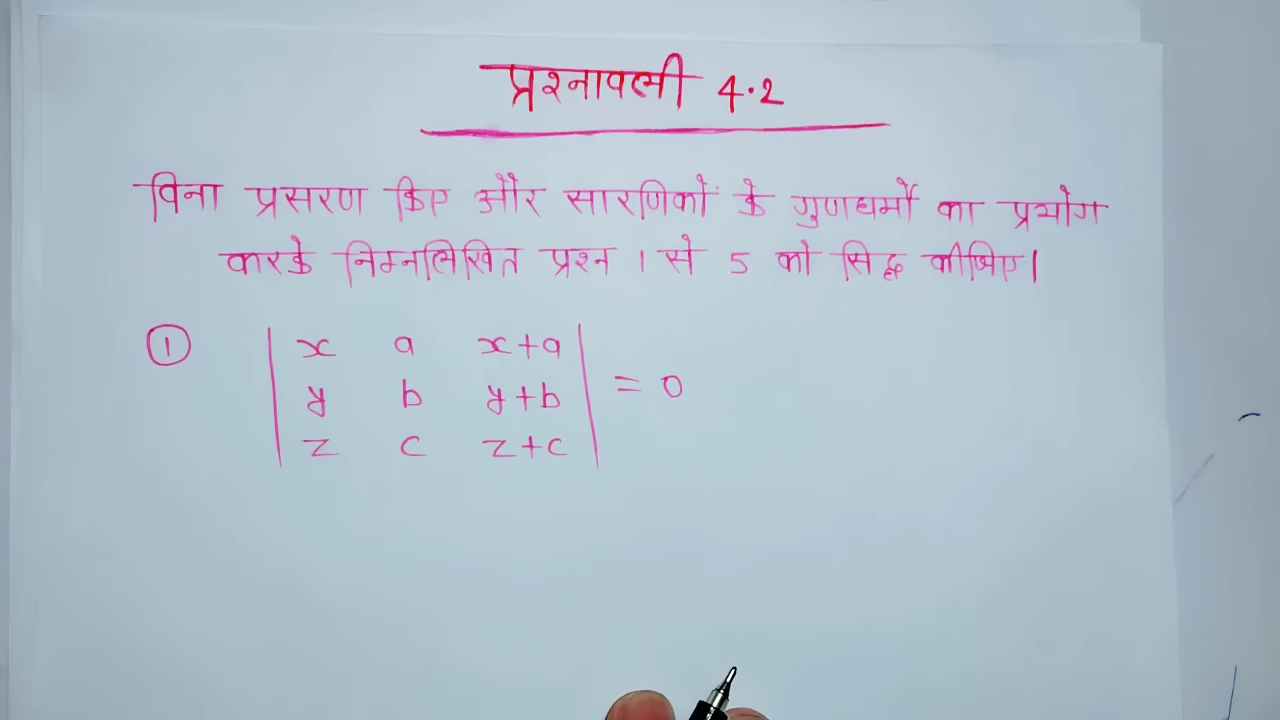 प्रश्नावली 4.2
विना प्रसरण किए और सारणिकों के गुणधर्मों का प्रयोग
करके निम्नलिखित प्रश्न 1 से 5 को सिद्ध कीजिए।
① | x a x+a |
| y b y+b | = 0
| z c z+c |